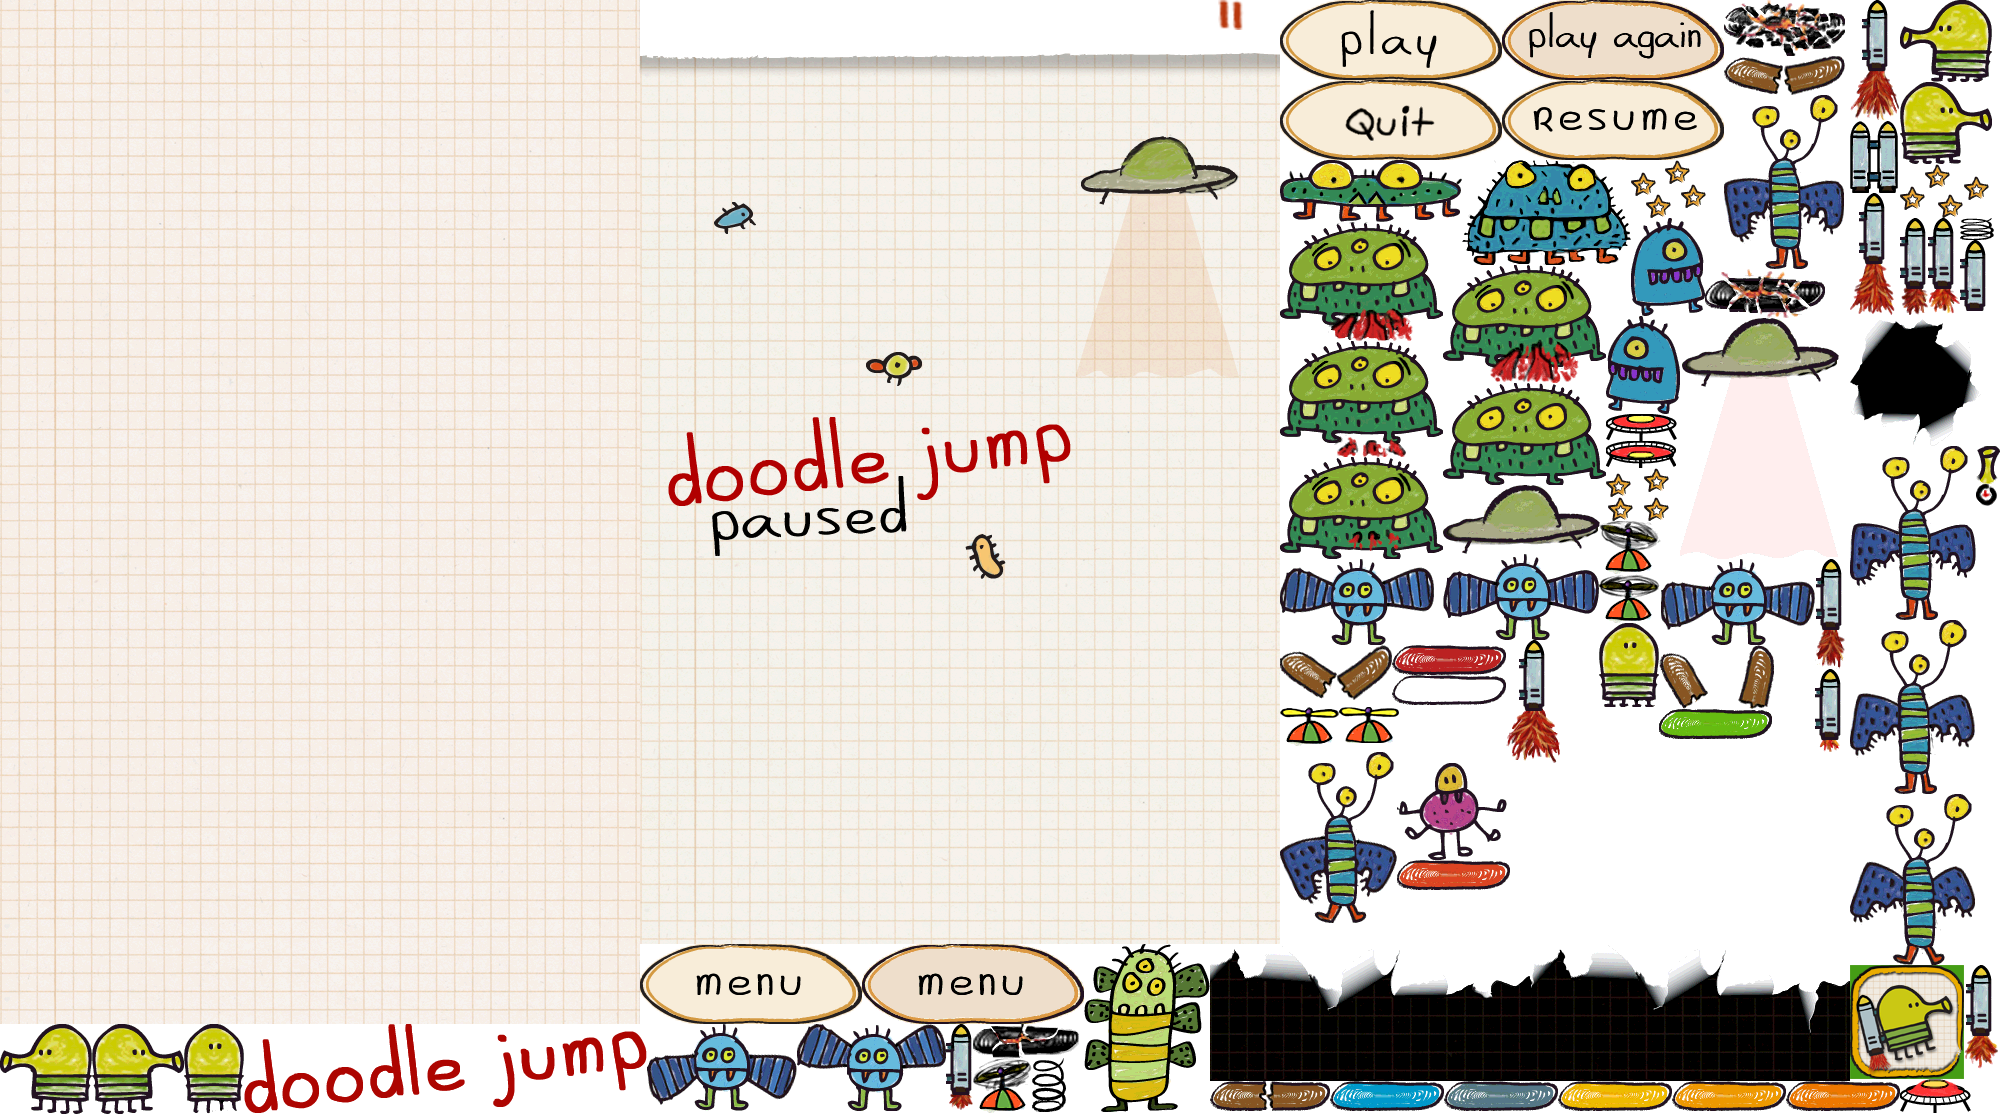 play
play again
Quit
Resume
doodle jump
paused
menu
menu
doodle jump